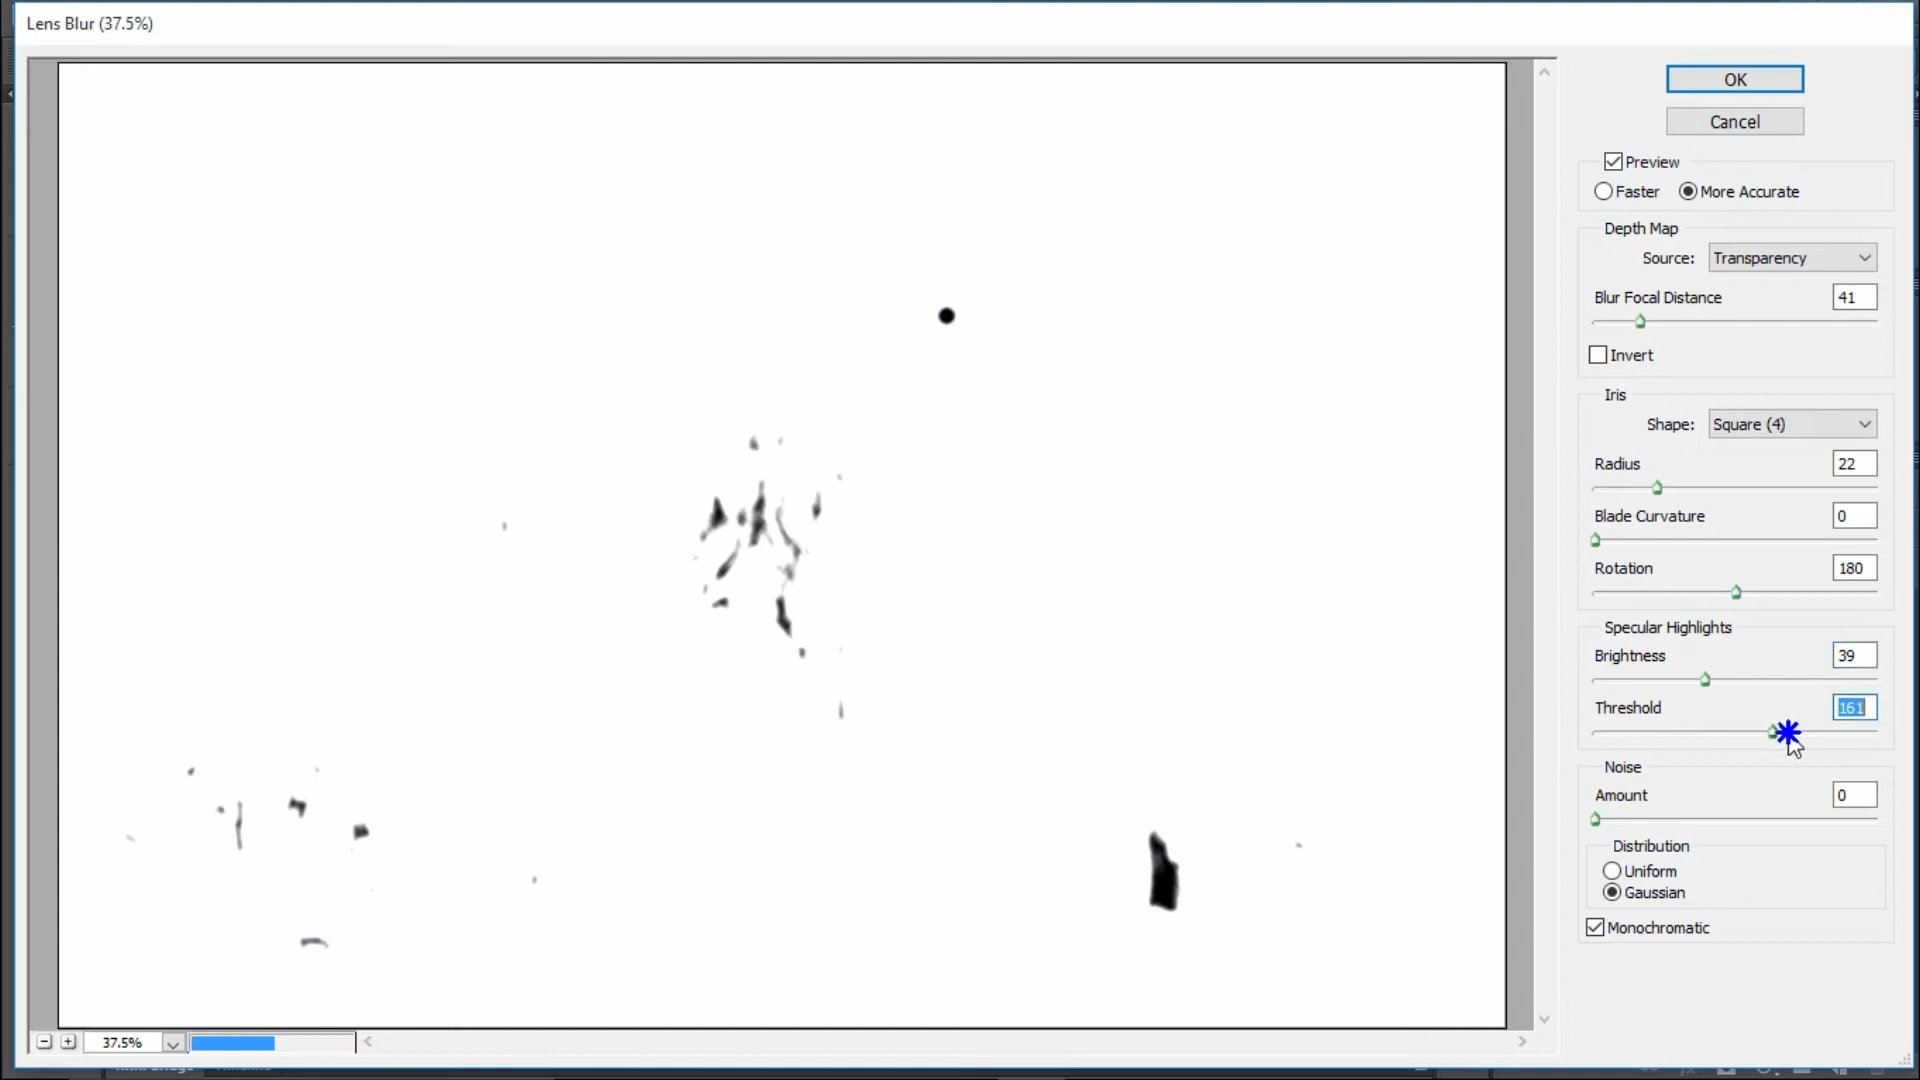 Lens Blur (37.5%)
OK
Cancel
Preview
Faster More Accurate
Depth Map
Source: Transparency
Blur Focal Distance 41
Invert
Iris
Shape: Square (4)
Radius 22
Blade Curvature 0
Rotation 180
Specular Highlights
Brightness 39
Threshold 161
Noise
Amount 0
Distribution
Uniform
Gaussian
Monochromatic
37.5%